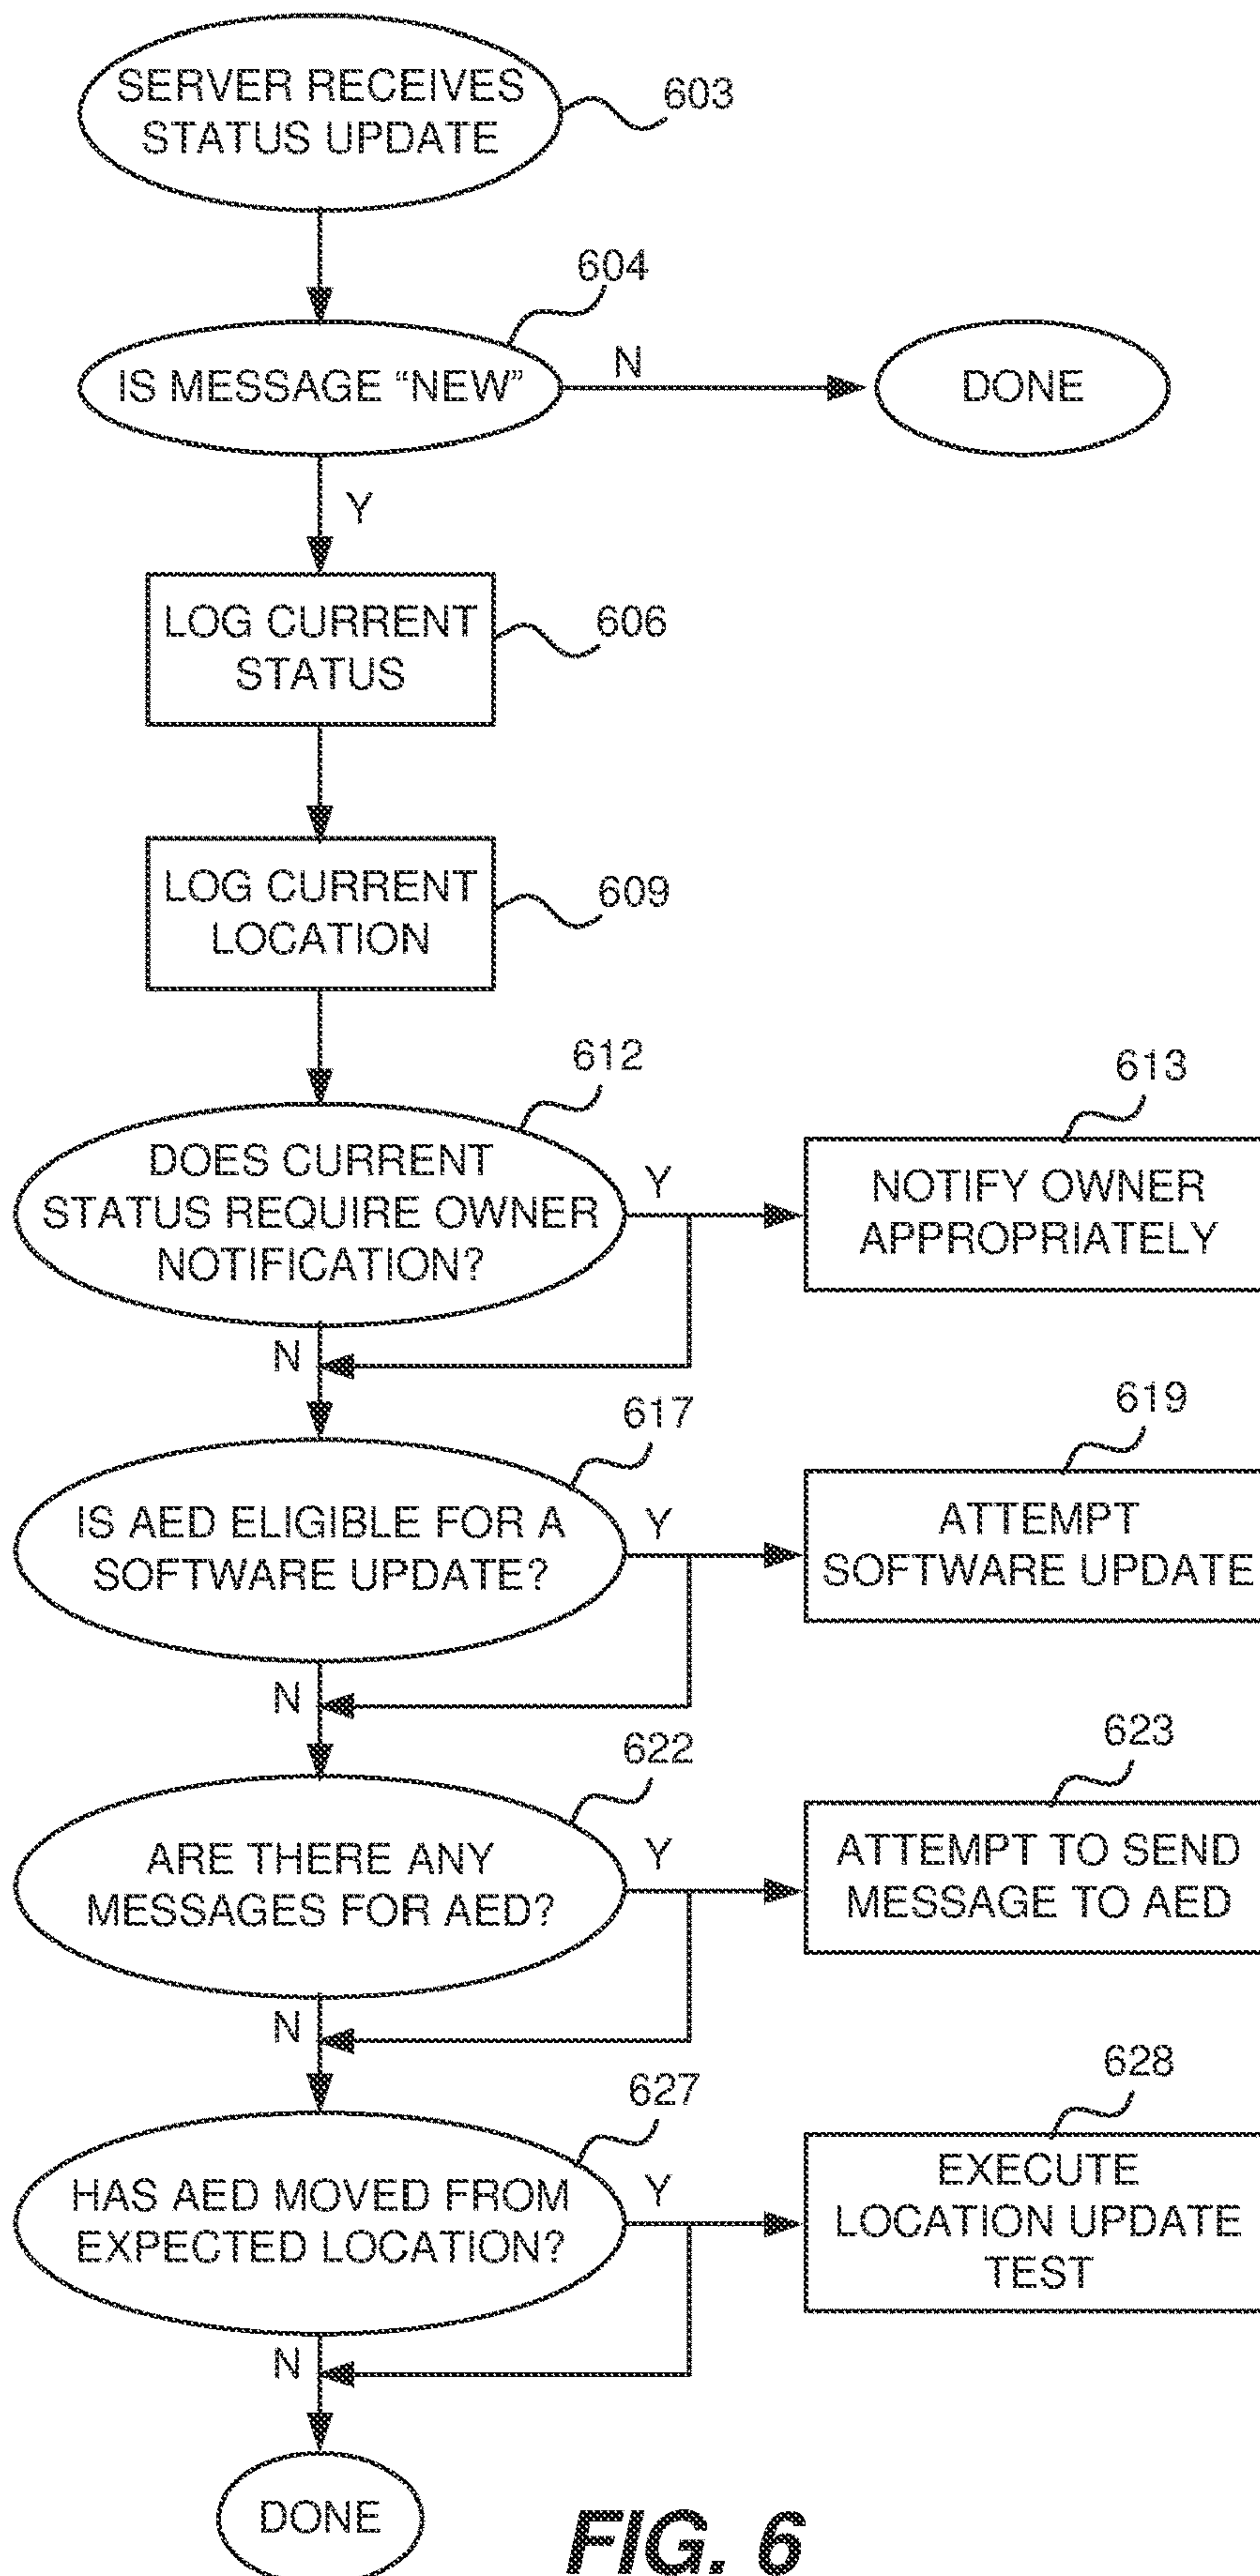 SERVER RECEIVES
STATUS UPDATE
603
604
IS MESSAGE “NEW”
N
DONE
Y
LOG CURRENT
STATUS
606
LOG CURRENT
LOCATION
609
612
DOES CURRENT
STATUS REQUIRE OWNER
NOTIFICATION?
Y
613
NOTIFY OWNER
APPROPRIATELY
N
617
IS AED ELIGIBLE FOR A
SOFTWARE UPDATE?
Y
619
ATTEMPT
SOFTWARE UPDATE
N
622
ARE THERE ANY
MESSAGES FOR AED?
Y
623
ATTEMPT TO SEND
MESSAGE TO AED
N
627
HAS AED MOVED FROM
EXPECTED LOCATION?
Y
628
EXECUTE
LOCATION UPDATE
TEST
N
DONE
FIG. 6